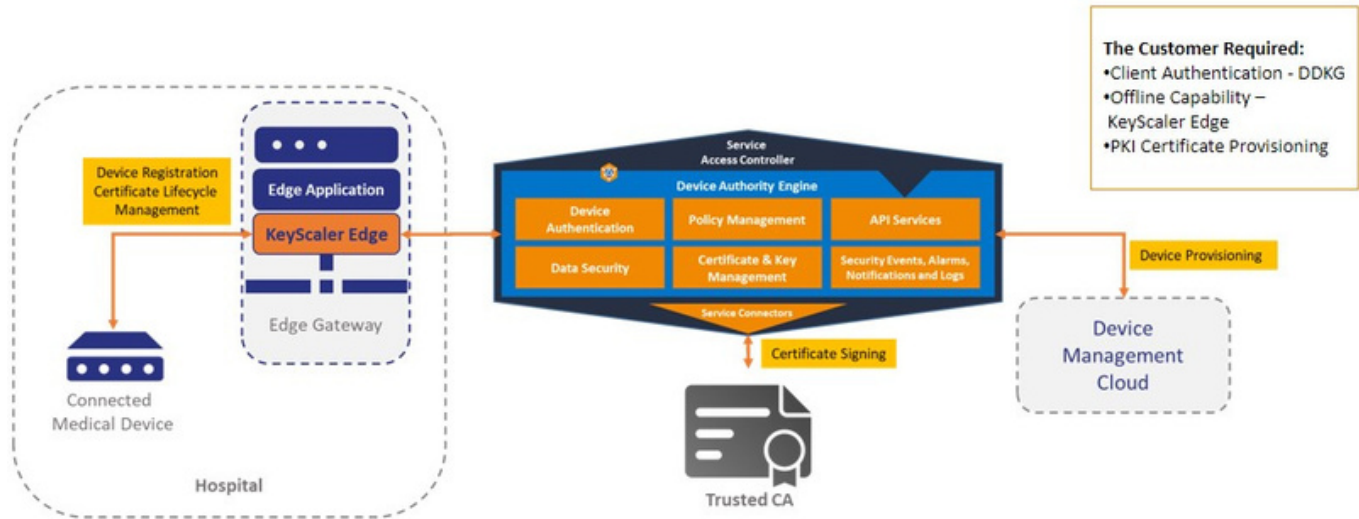 The Customer Required:
•Client Authentication - DDKG
•Offline Capability –
KeyScaler Edge
•PKI Certificate Provisioning
Device Registration
Certificate Lifecycle
Management
Edge Application
KeyScaler Edge
Edge Gateway
Connected
Medical Device
Hospital
Service
Access Controller
Device Authority Engine
Device
Authentication
Policy Management
API Services
Data Security
Certificate & Key
Management
Security Events, Alarms,
Notifications and Logs
Service Connectors
Certificate Signing
Trusted CA
Device Provisioning
Device
Management
Cloud